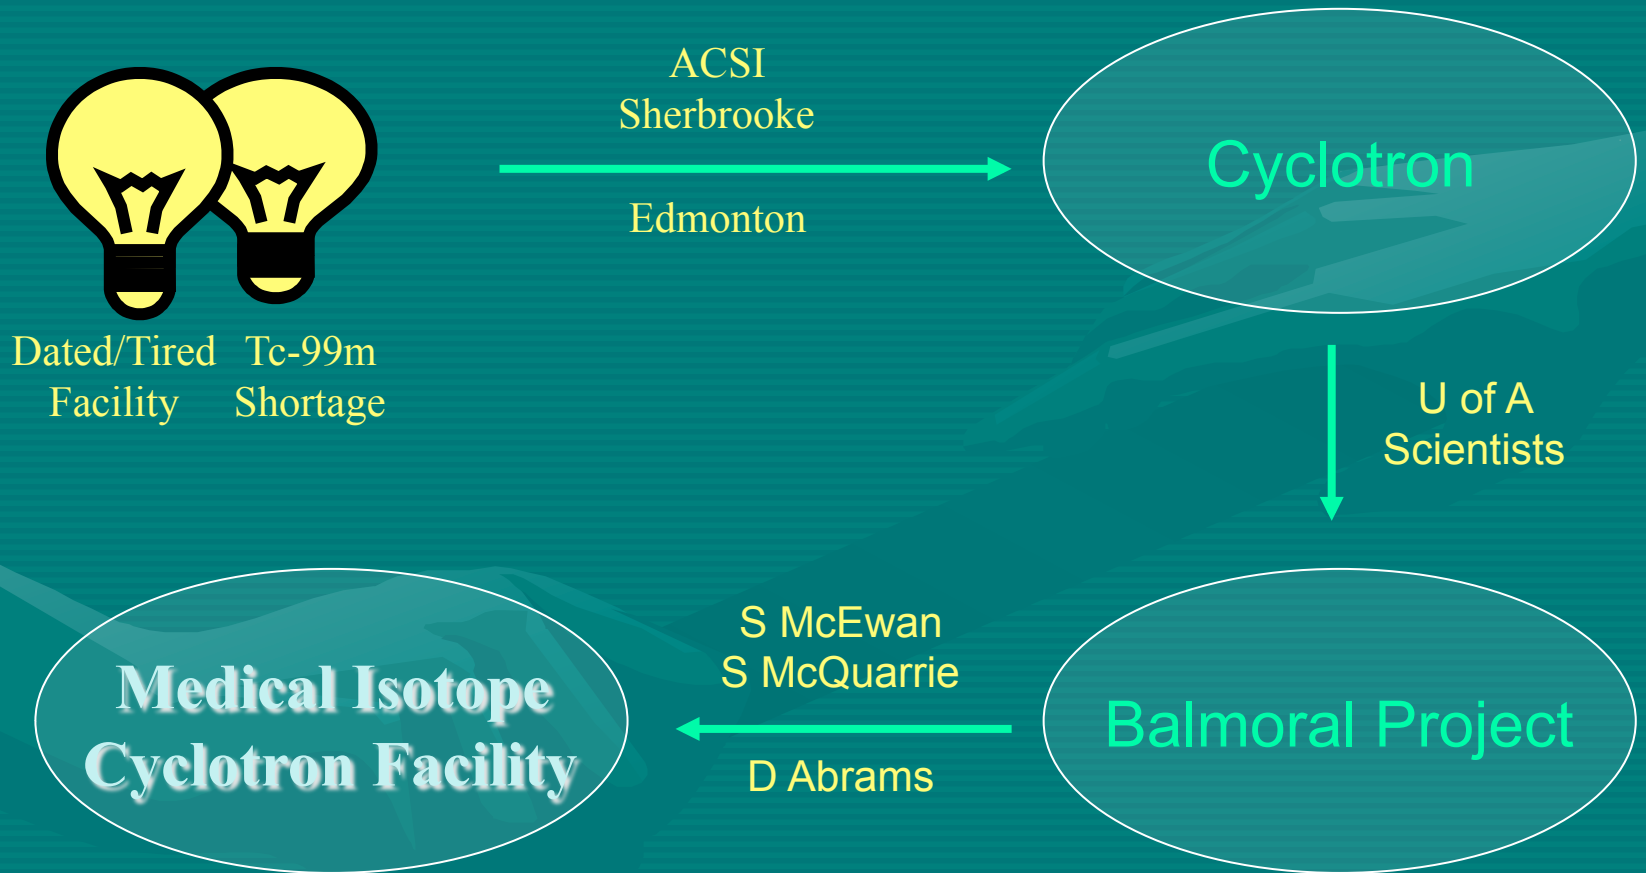 ACSI
Sherbrooke
Edmonton
Cyclotron
Dated/Tired
Facility
Tc-99m
Shortage
U of A
Scientists
Balmoral Project
S McEwan
S McQuarrie
D Abrams
Medical Isotope
Cyclotron Facility